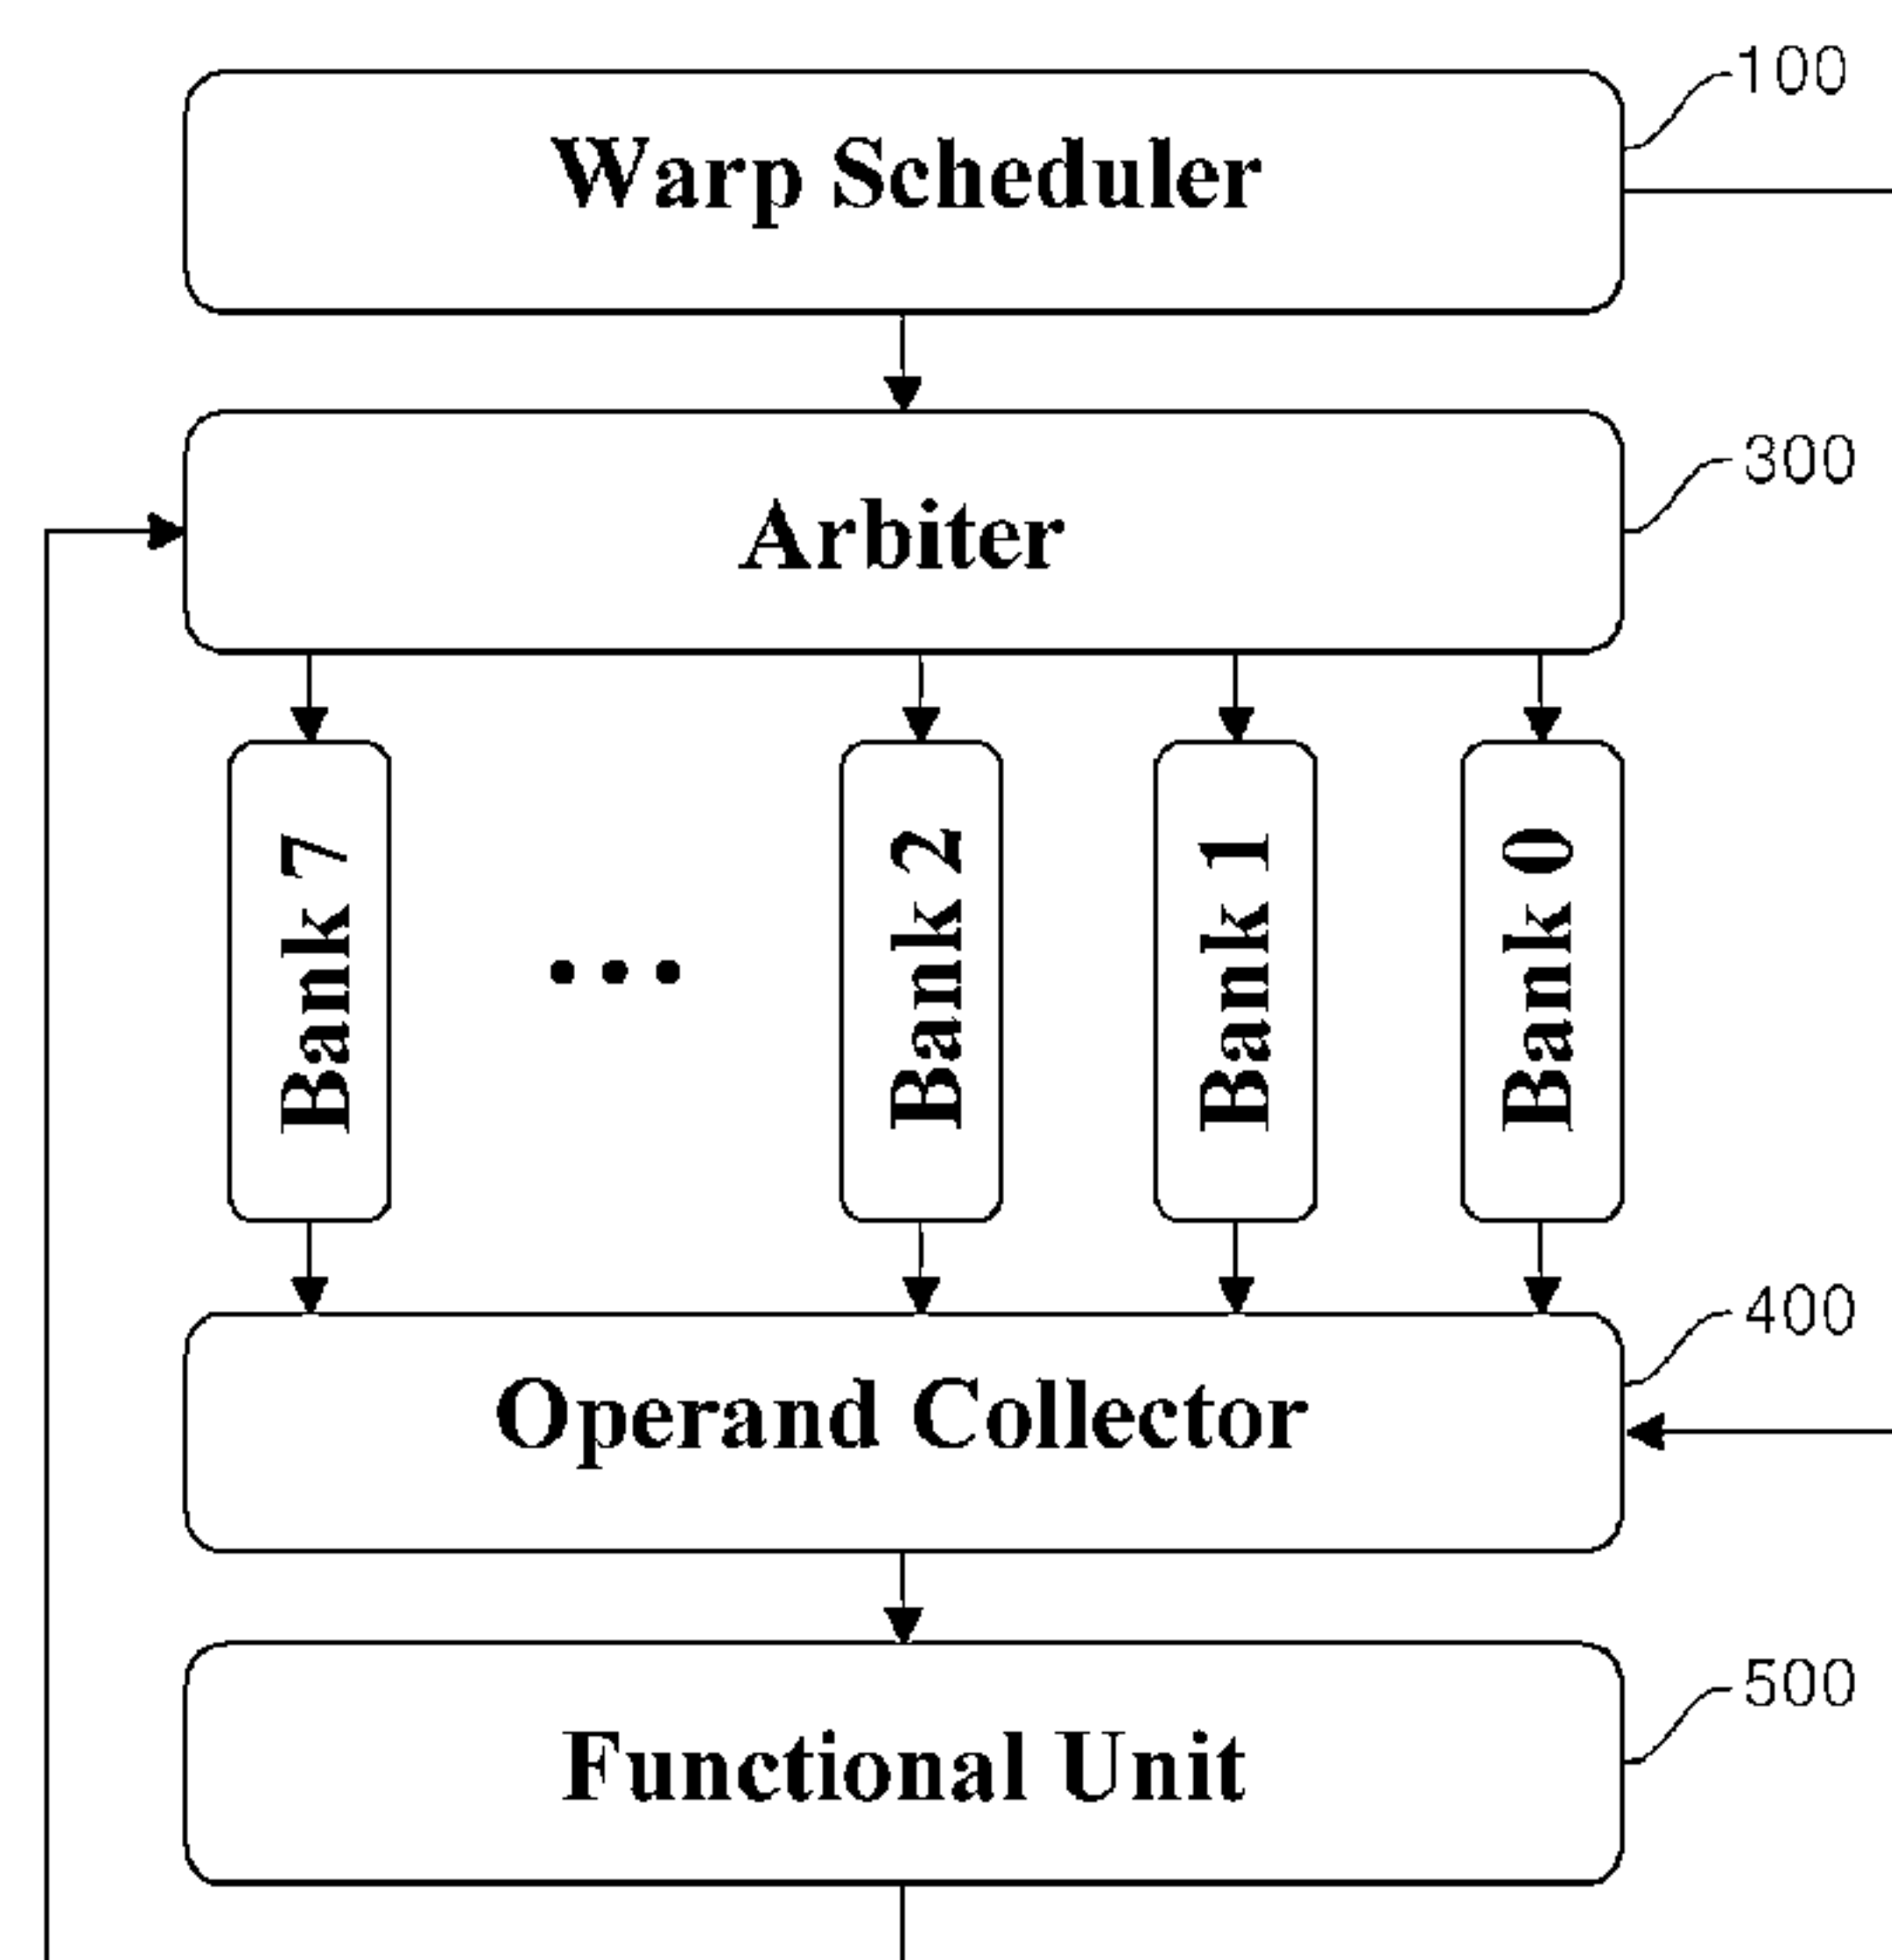 100
Warp Scheduler
300
Arbiter
Bank 7
...
Bank 2
Bank 1
Bank 0
400
Operand Collector
500
Functional Unit